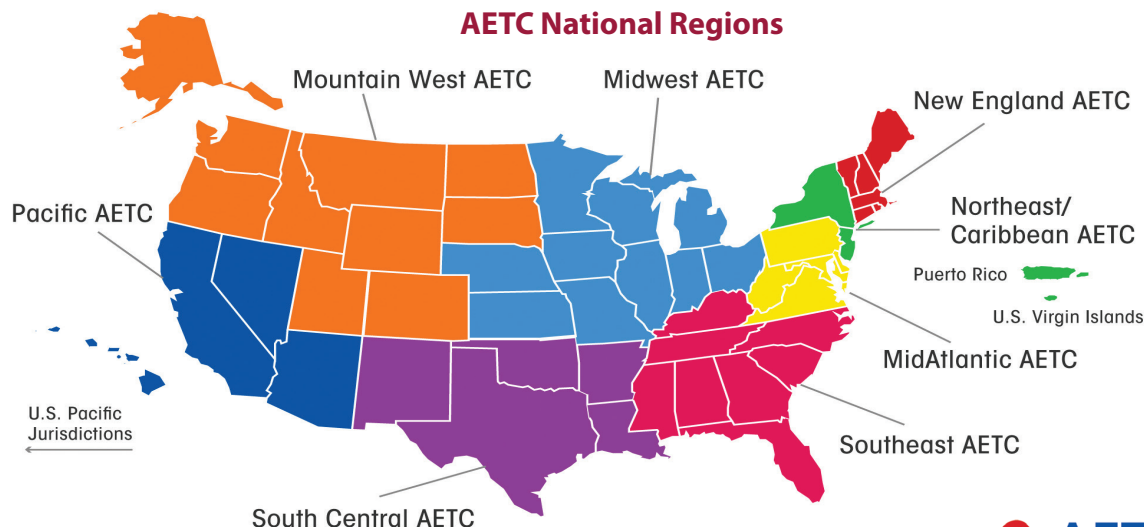 AETC National Regions
Mountain West AETC
Midwest AETC
New England AETC
Pacific AETC
Northeast/
Caribbean AETC
Puerto Rico
U.S. Virgin Islands
MidAtlantic AETC
U.S. Pacific
Jurisdictions
Southeast AETC
South Central AETC